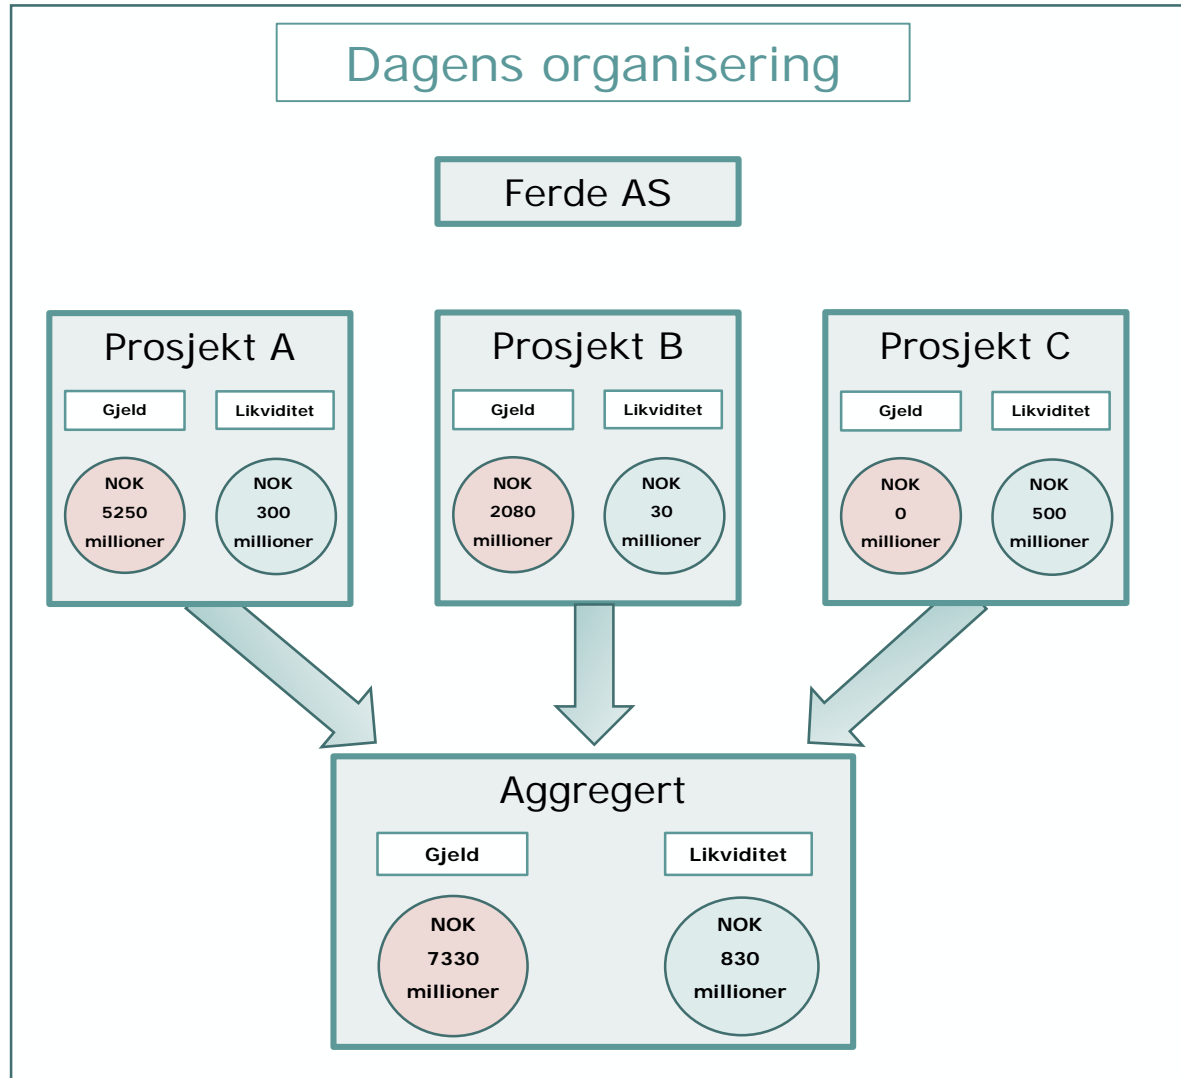 Dagens organisering
Ferde AS
Prosjekt A
Gjeld
Likviditet
NOK
5250
millioner
NOK
300
millioner
Prosjekt B
Gjeld
Likviditet
NOK
2080
millioner
NOK
30
millioner
Prosjekt C
Gjeld
Likviditet
NOK
0
millioner
NOK
500
millioner
Aggregert
Gjeld
Likviditet
NOK
7330
millioner
NOK
830
millioner